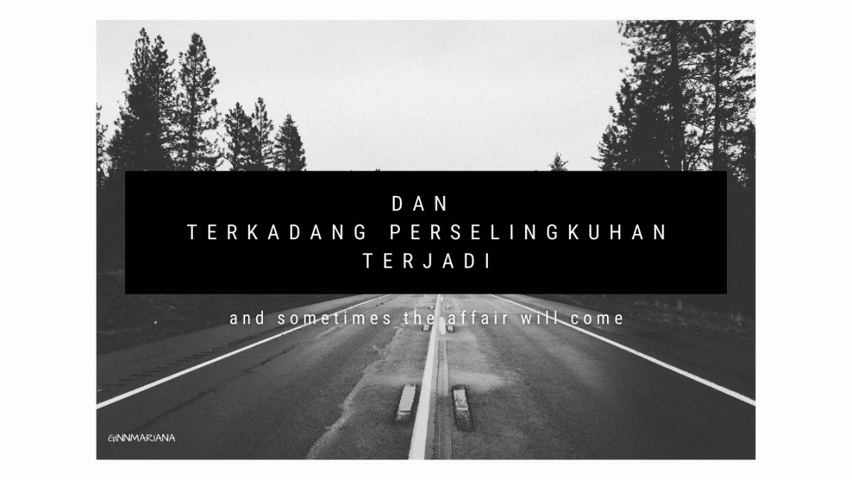 DAN
TERKADANG PERSELINGKUHAN
TERJADI
and sometimes the affair will come
GINNMARIANA